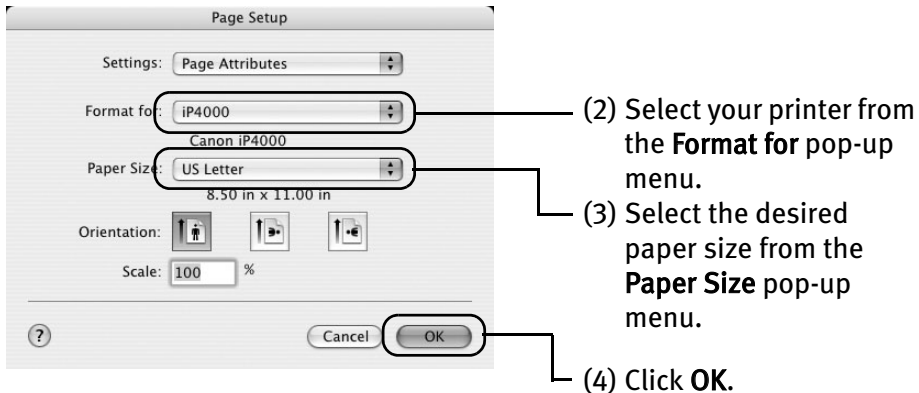 Page Setup
Settings: Page Attributes
Format for: iP4000
Canon iP4000
Paper Size: US Letter
8.50 in x 11.00 in
Orientation:
Scale: 100 %
? Cancel OK
(2) Select your printer from
the Format for pop-up
menu.
(3) Select the desired
paper size from the
Paper Size pop-up
menu.
(4) Click OK.